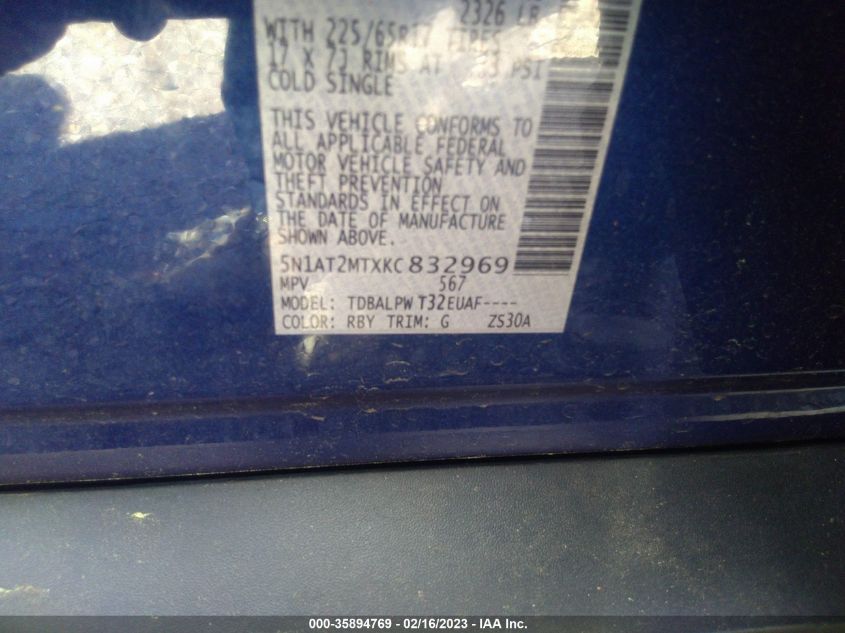 2326 LB
WITH 225/65R17 TIRES
17 X 7J RIMS AT 33 PSI
COLD SINGLE
THIS VEHICLE CONFORMS TO
ALL APPLICABLE FEDERAL
MOTOR VEHICLE SAFETY AND
THEFT PREVENTION
STANDARDS IN EFFECT ON
THE DATE OF MANUFACTURE
SHOWN ABOVE.
5N1AT2MTXKC832969
MPV 567
MODEL: TDBALPW T32EUAF----
COLOR: RBY TRIM: G ZS30A
000-35894769 - 02/16/2023 - IAA Inc.